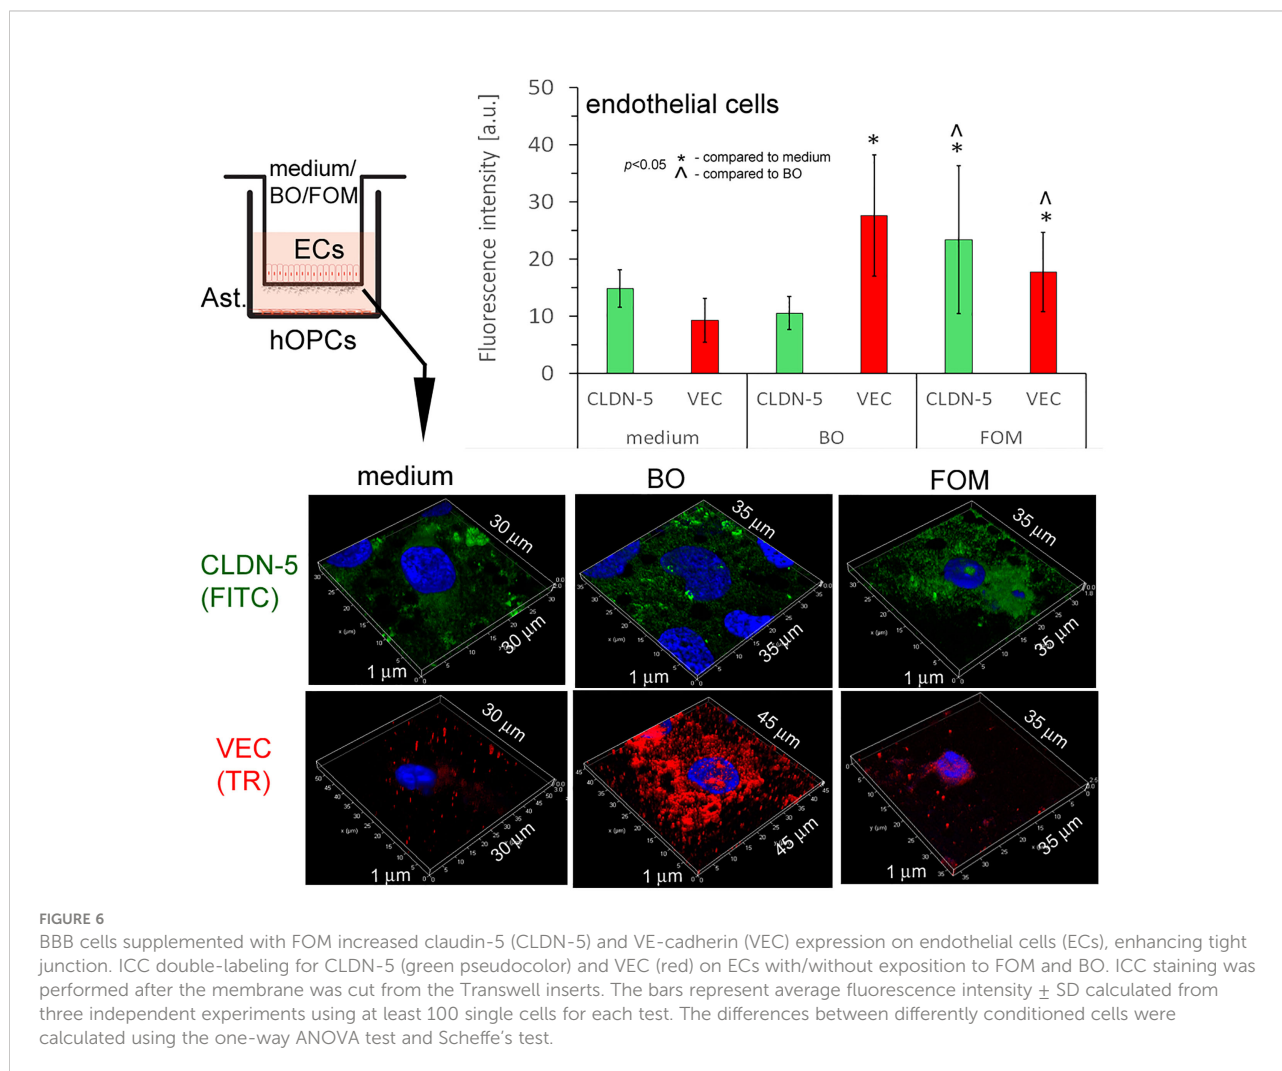 Fluorescence intensity [a.u.]
50
40
30
20
10
0
endothelial cells
p<0.05 * - compared to medium
^ - compared to BO
*
^
*
^
*
CLDN-5 VEC CLDN-5 VEC CLDN-5 VEC
medium BO FOM
medium/
BO/FOM
ECs
Ast.
hOPCs
medium BO FOM
CLDN-5
(FITC)
30 µm
30 µm
1 µm
35 µm
35 µm
1 µm
35 µm
35 µm
1 µm
VEC
(TR)
30 µm
30 µm
1 µm
45 µm
45 µm
1 µm
35 µm
35 µm
1 µm
FIGURE 6
BBB cells supplemented with FOM increased claudin-5 (CLDN-5) and VE-cadherin (VEC) expression on endothelial cells (ECs), enhancing tight
junction. ICC double-labeling for CLDN-5 (green pseudocolor) and VEC (red) on ECs with/without exposition to FOM and BO. ICC staining was
performed after the membrane was cut from the Transwell inserts. The bars represent average fluorescence intensity ± SD calculated from
three independent experiments using at least 100 single cells for each test. The differences between differently conditioned cells were
calculated using the one-way ANOVA test and Scheffe's test.